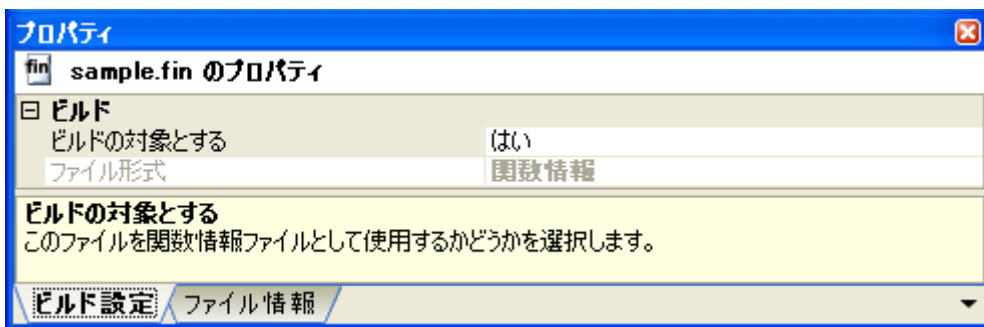 プロパティ
fin sample.fin のプロパティ
ビルド
ビルドの対象とする はい
ファイル形式 関数情報
ビルドの対象とする
このファイルを関数情報ファイルとして使用するかどうかを選択します。
ビルド設定 ファイル情報